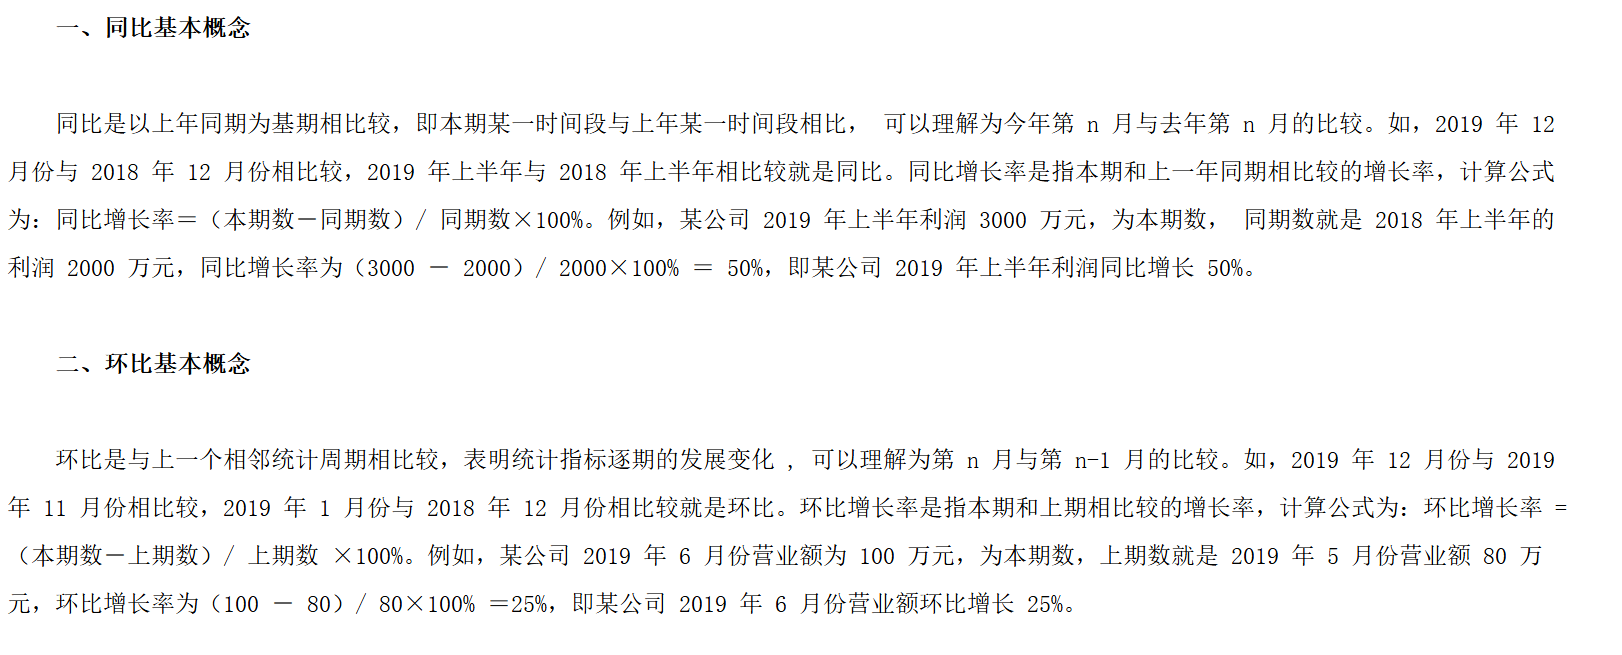 一、同比基本概念
同比是以上年同期为基期相比较，即本期某一时间段与上年某一时间段相比， 可以理解为今年第 n 月与去年第 n 月的比较。如，2019 年 12
月份与 2018 年 12 月份相比较，2019 年上半年与 2018 年上半年相比较就是同比。同比增长率是指本期和上一年同期相比较的增长率，计算公式
为：同比增长率＝（本期数－同期数）/ 同期数×100%。例如，某公司 2019 年上半年利润 3000 万元，为本期数， 同期数就是 2018 年上半年的
利润 2000 万元，同比增长率为（3000 － 2000）/ 2000×100% ＝ 50%，即某公司 2019 年上半年利润同比增长 50%。
二、环比基本概念
环比是与上一个相邻统计周期相比较，表明统计指标逐期的发展变化 , 可以理解为第 n 月与第 n-1 月的比较。如，2019 年 12 月份与 2019
年 11 月份相比较，2019 年 1 月份与 2018 年 12 月份相比较就是环比。环比增长率是指本期和上期相比较的增长率，计算公式为：环比增长率 =
（本期数－上期数）/ 上期数 ×100%。例如，某公司 2019 年 6 月份营业额为 100 万元，为本期数，上期数就是 2019 年 5 月份营业额 80 万
元，环比增长率为（100 － 80）/ 80×100% ＝25%，即某公司 2019 年 6 月份营业额环比增长 25%。